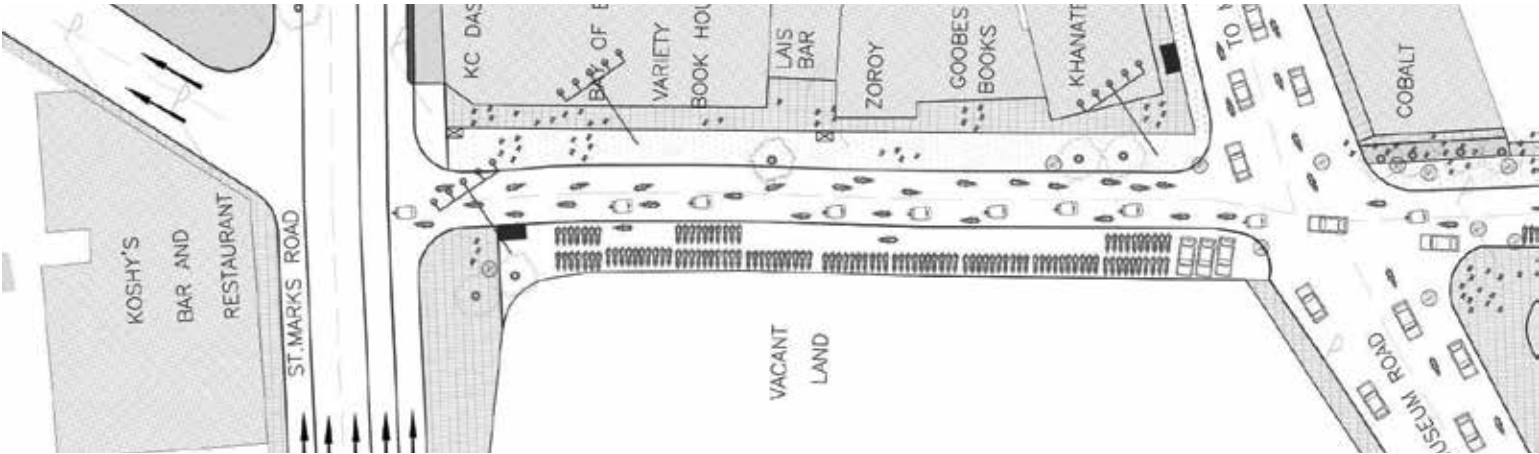 KC DAS
OF
VARIETY
BOOK HOU
LAIS
BAR
ZOROY
GOOBES
BOOKS
KHANATE
TO
COBALT
KOSHY'S
BAR AND
RESTAURANT
ST.MARKS ROAD
VACANT
LAND
USEUM ROAD